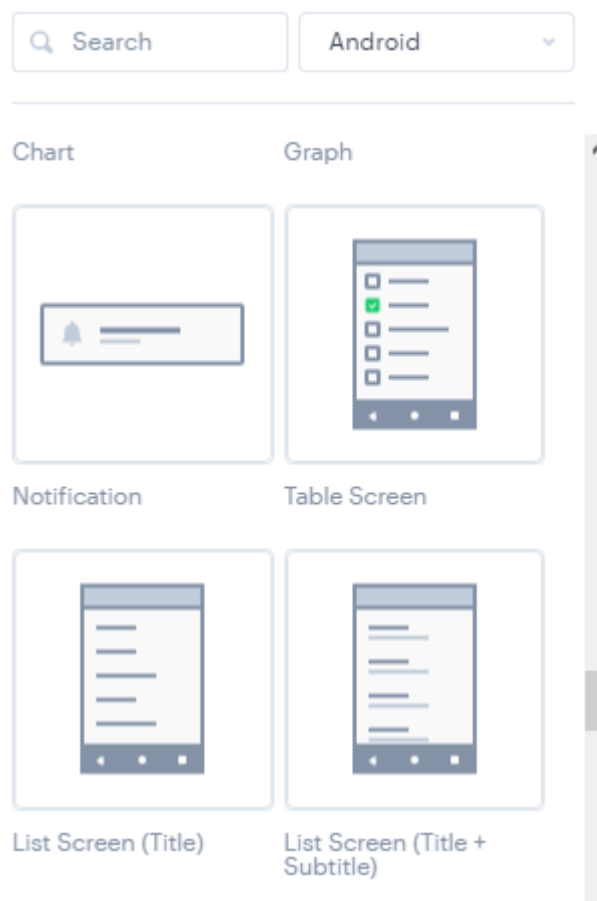 Search
Android
Chart
Graph
Notification
Table Screen
List Screen (Title)
List Screen (Title +
Subtitle)